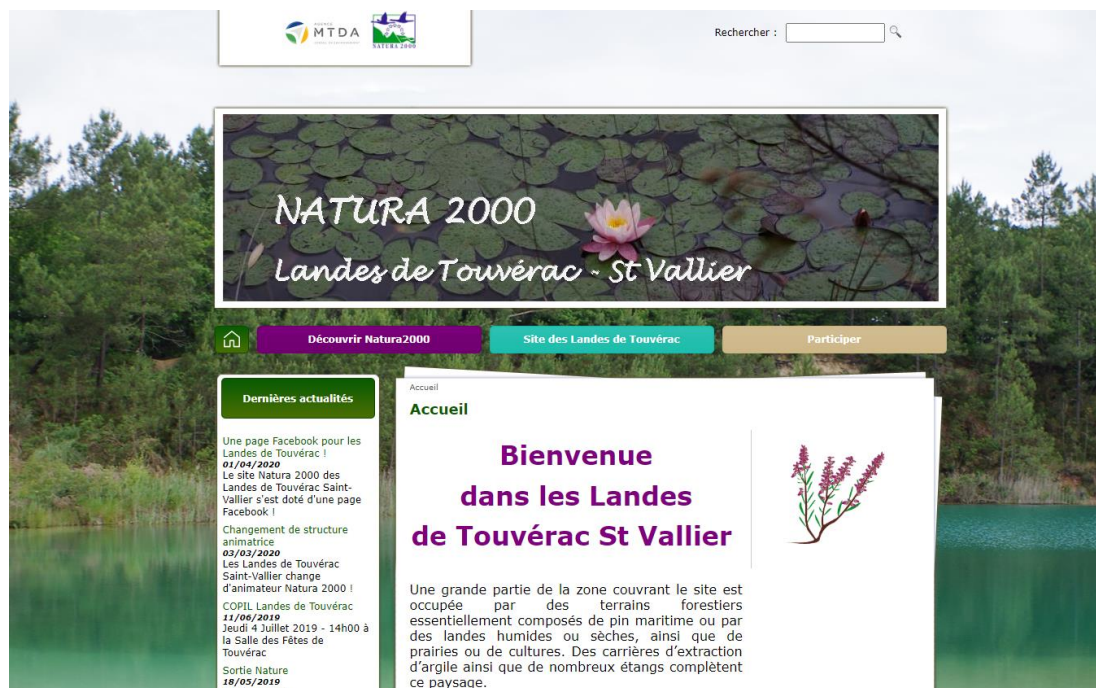 AGENCE
MTDA
NATURA 2000
Rechercher :
NATURA 2000
Landes de Touvérac - St Vallier
Découvrir Natura2000
Site des Landes de Touvérac
Participer
Dernières actualités
Une page Facebook pour les
Landes de Touvérac !
01/04/2020
Le site Natura 2000 des
Landes de Touvérac Saint-
Vallier s'est doté d'une page
Facebook !
Changement de structure
animatrice
03/03/2020
Les Landes de Touvérac
Saint-Vallier change
d'animateur Natura 2000 !
COPIL Landes de Touvérac
11/06/2019
Jeudi 4 Juillet 2019 - 14h00 à
la Salle des Fêtes de
Touvérac
Sortie Nature
18/05/2019
Accueil
Accueil
Bienvenue
dans les Landes
de Touvérac St Vallier
Une grande partie de la zone couvrant le site est
occupée par des terrains forestiers
essentiellement composés de pin maritime ou par
des landes humides ou sèches, ainsi que de
prairies ou de cultures. Des carrières d’extraction
d’argile ainsi que de nombreux étangs complètent
ce paysage.